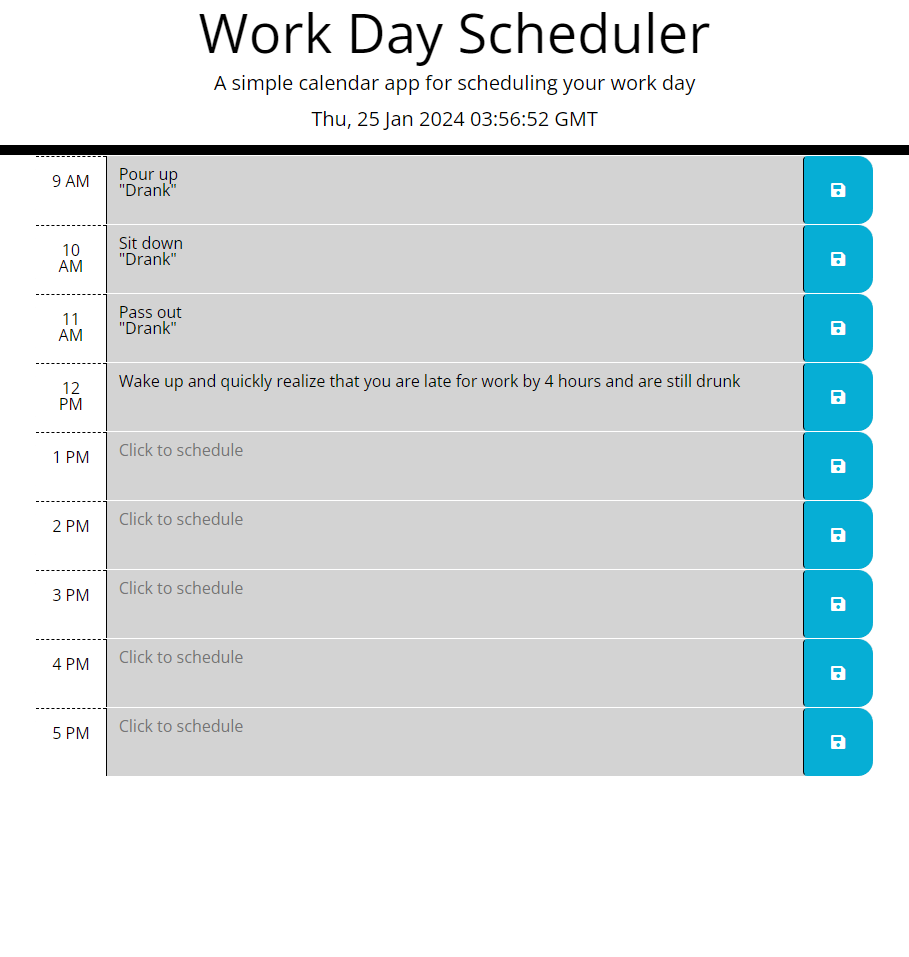 Work Day Scheduler
A simple calendar app for scheduling your work day
Thu, 25 Jan 2024 03:56:52 GMT
9 AM
Pour up
"Drank"
10
AM
Sit down
"Drank"
11
AM
Pass out
"Drank"
12
PM
Wake up and quickly realize that you are late for work by 4 hours and are still drunk
1 PM
Click to schedule
2 PM
Click to schedule
3 PM
Click to schedule
4 PM
Click to schedule
5 PM
Click to schedule